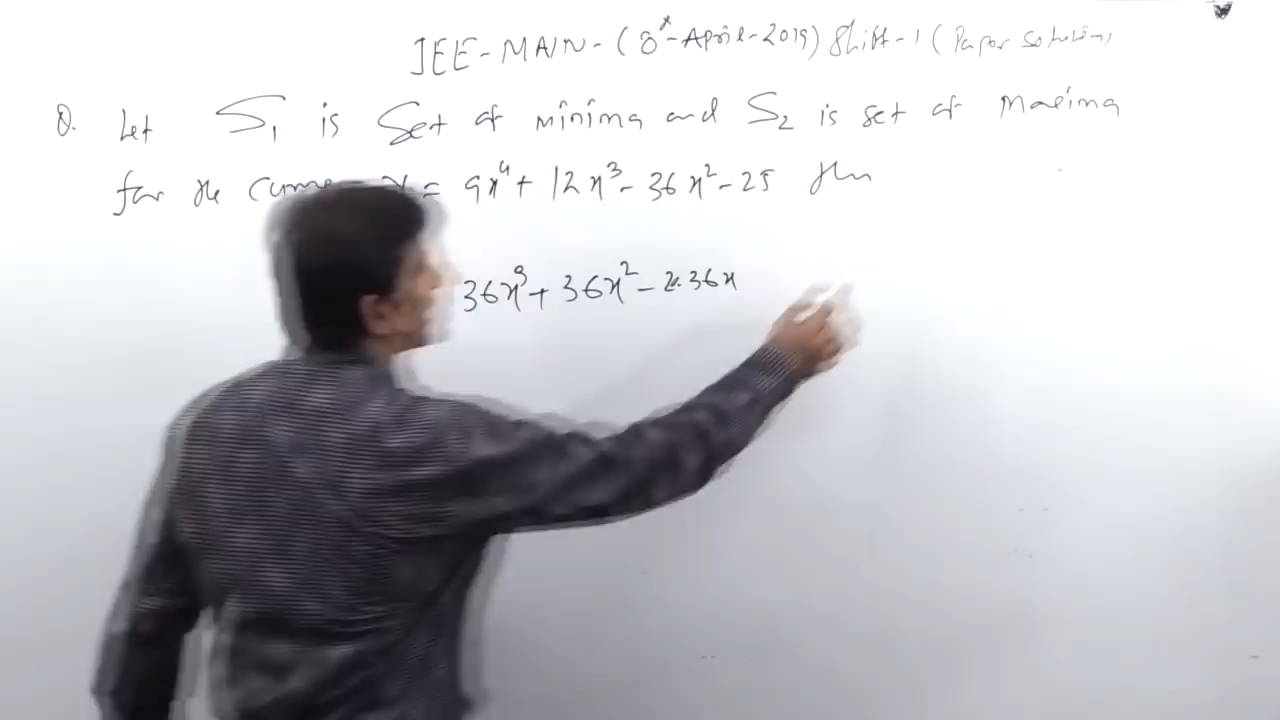 JEE-MAIN-(8th-April-2019) Shift-1 (Paper solution)
Q. Let S₁ is Set of minima and S₂ is set of Maxima
for the curve = 9x⁴ + 12x³ - 36x² - 25 then
36x³ + 36x² - 2.36x